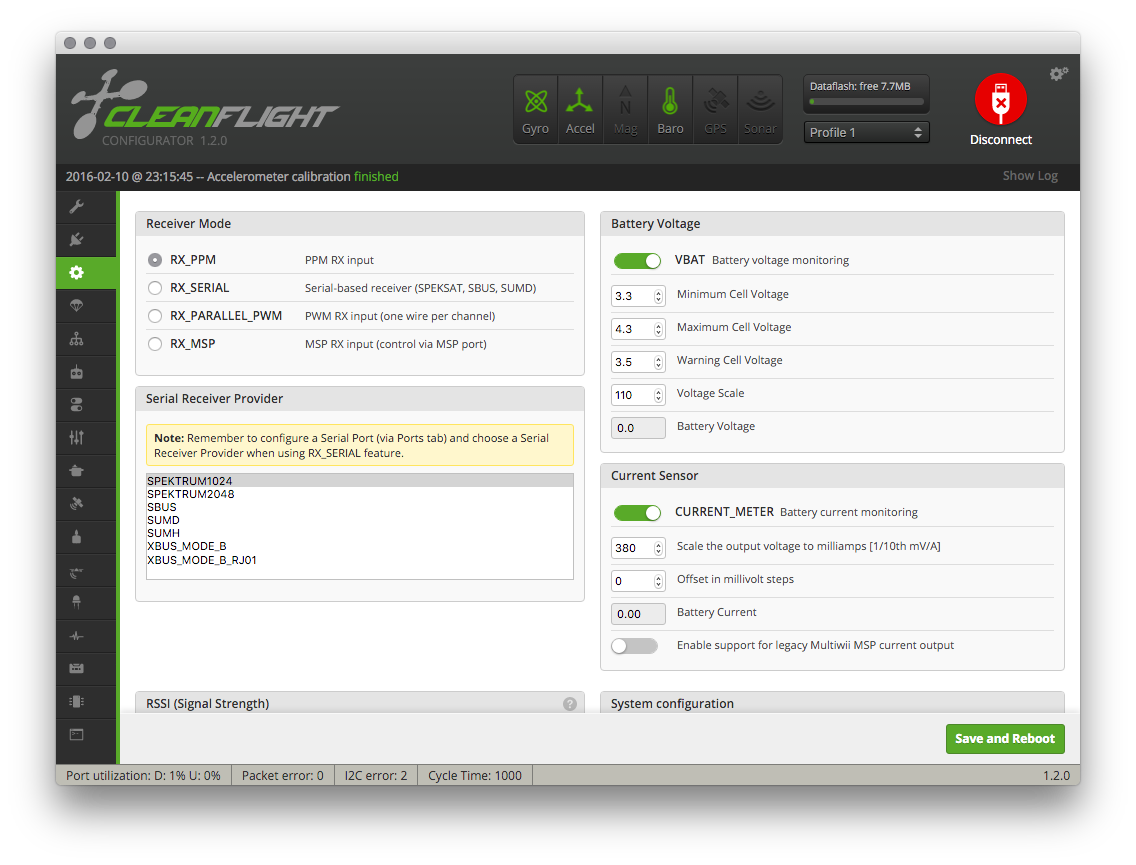 CLEANFLIGHT
CONFIGURATOR 1.2.0
Gyro
Accel
Mag
Baro
GPS
Sonar
Dataflash: free 7.7MB
Profile 1
Disconnect
2016-02-10 @ 23:15:45 -- Accelerometer calibration finished
Show Log
Receiver Mode
RX_PPM PPM RX input
RX_SERIAL Serial-based receiver (SPEKSAT, SBUS, SUMD)
RX_PARALLEL_PWM PWM RX input (one wire per channel)
RX_MSP MSP RX input (control via MSP port)
Serial Receiver Provider
Note: Remember to configure a Serial Port (via Ports tab) and choose a Serial
Receiver Provider when using RX_SERIAL feature.
SPEKTRUM1024
SPEKTRUM2048
SBUS
SUMD
SUMH
XBUS_MODE_B
XBUS_MODE_B_RJ01
RSSI (Signal Strength) ?
Battery Voltage
VBAT Battery voltage monitoring
3.3 Minimum Cell Voltage
4.3 Maximum Cell Voltage
3.5 Warning Cell Voltage
110 Voltage Scale
0.0 Battery Voltage
Current Sensor
CURRENT_METER Battery current monitoring
380 Scale the output voltage to milliamps [1/10th mV/A]
0 Offset in millivolt steps
0.00 Battery Current
Enable support for legacy Multiwii MSP current output
System configuration
Save and Reboot
Port utilization: D: 1% U: 0% Packet error: 0 I2C error: 2 Cycle Time: 1000 1.2.0